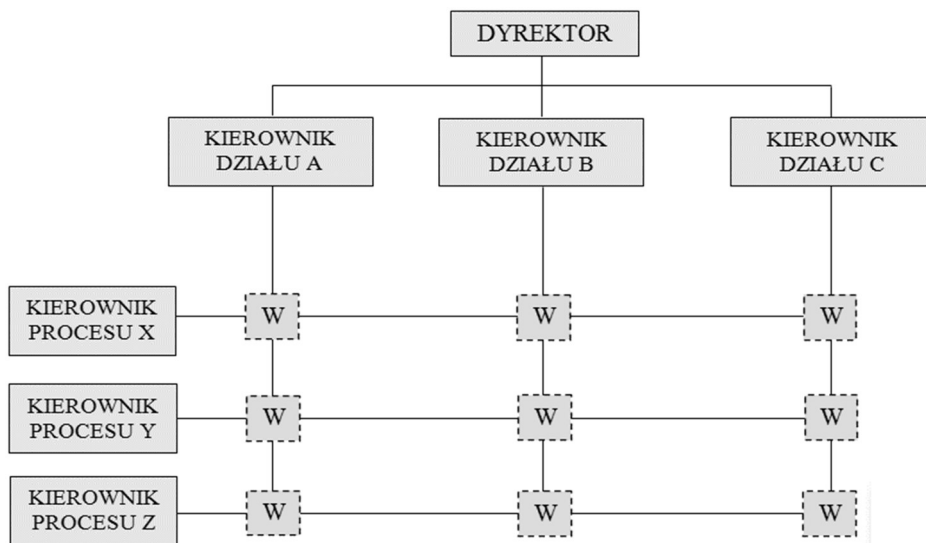 DYREKTOR
KIEROWNIK
DZIAŁU A
KIEROWNIK
DZIAŁU B
KIEROWNIK
DZIAŁU C
KIEROWNIK
PROCESU X
W
W
W
KIEROWNIK
PROCESU Y
W
W
W
KIEROWNIK
PROCESU Z
W
W
W